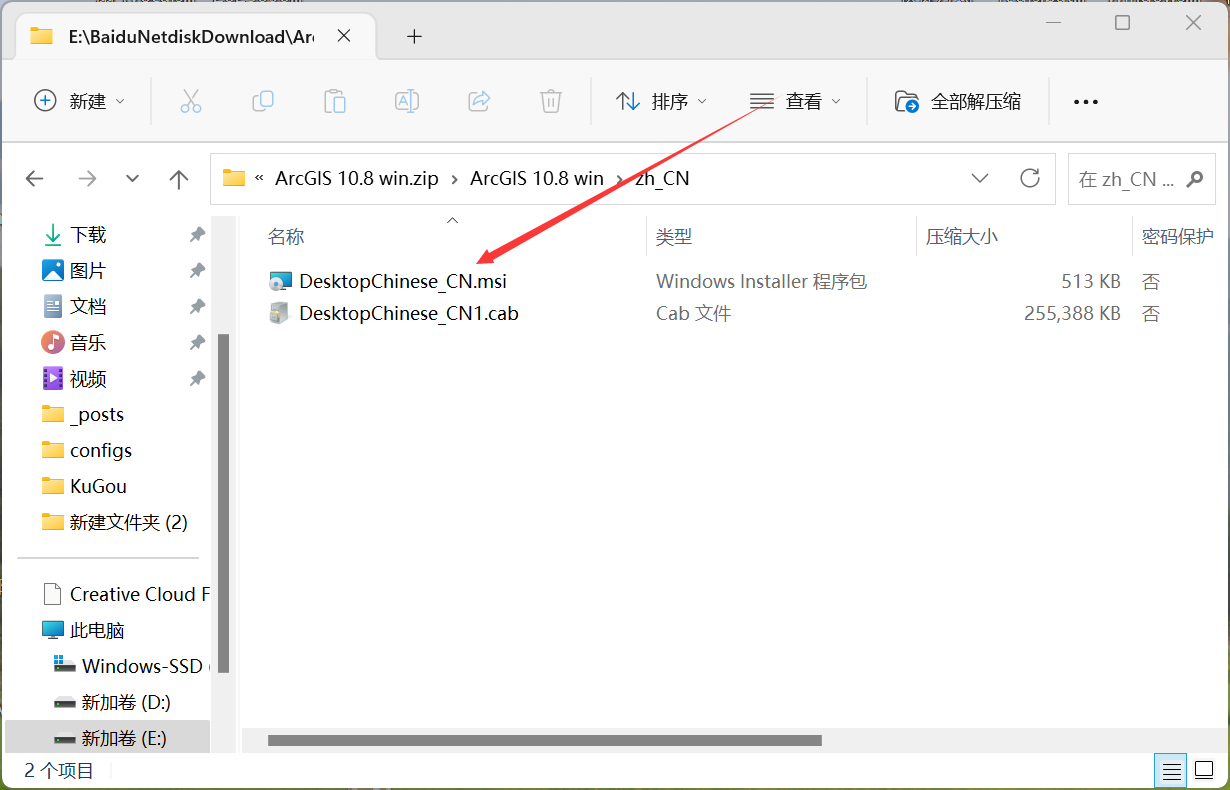 E:\BaiduNetdiskDownload\Arc
新建
排序
查看
全部解压缩
« ArcGIS 10.8 win.zip › ArcGIS 10.8 win › zh_CN
在 zh_CN ...
名称 类型 压缩大小 密码保护
DesktopChinese_CN.msi Windows Installer 程序包 513 KB 否
DesktopChinese_CN1.cab Cab 文件 255,388 KB 否
下载
图片
文档
音乐
视频
_posts
configs
KuGou
新建文件夹 (2)
Creative Cloud F
此电脑
Windows-SSD (
新加卷 (D:)
新加卷 (E:)
2 个项目